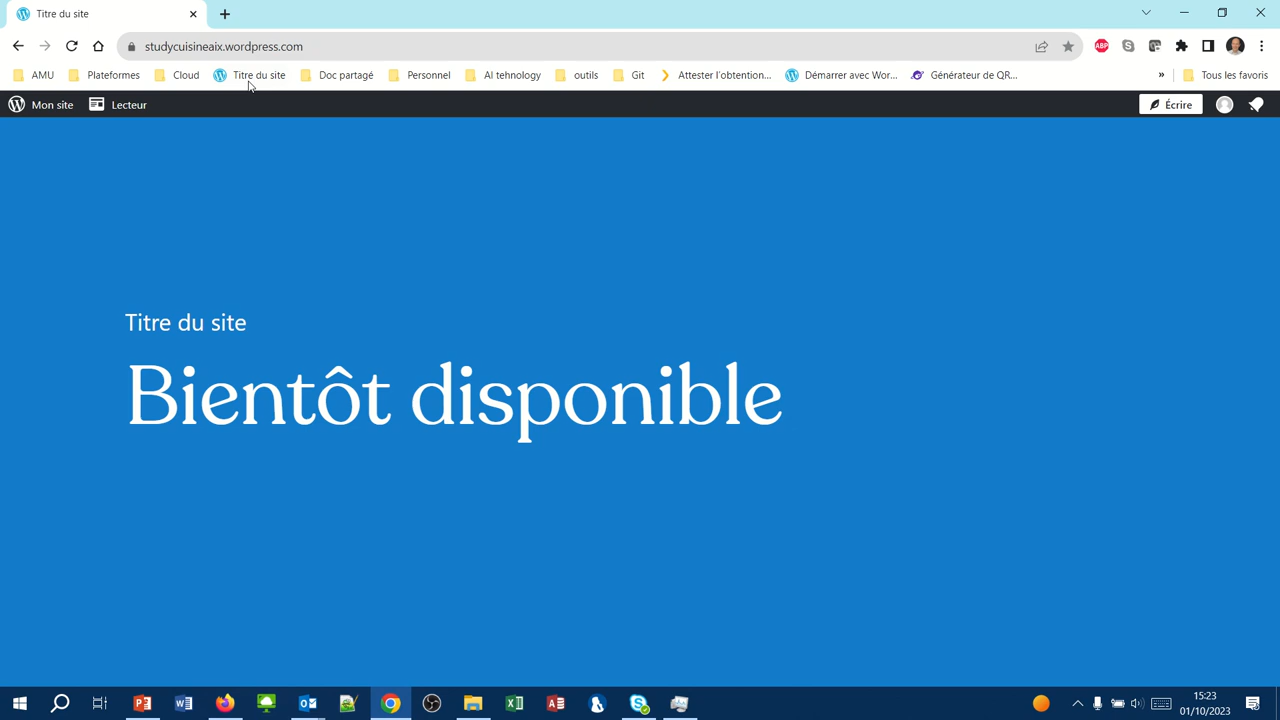 Titre du site
studycuisineaix.wordpress.com
ABP
AMU Plateformes Cloud Titre du site Doc partagé Personnel AI tehnology outils Git Attester l'obtention... Démarrer avec Wor... Générateur de QR... » Tous les favoris
Mon site Lecteur Écrire
Titre du site
Bientôt disponible
15:23
01/10/2023